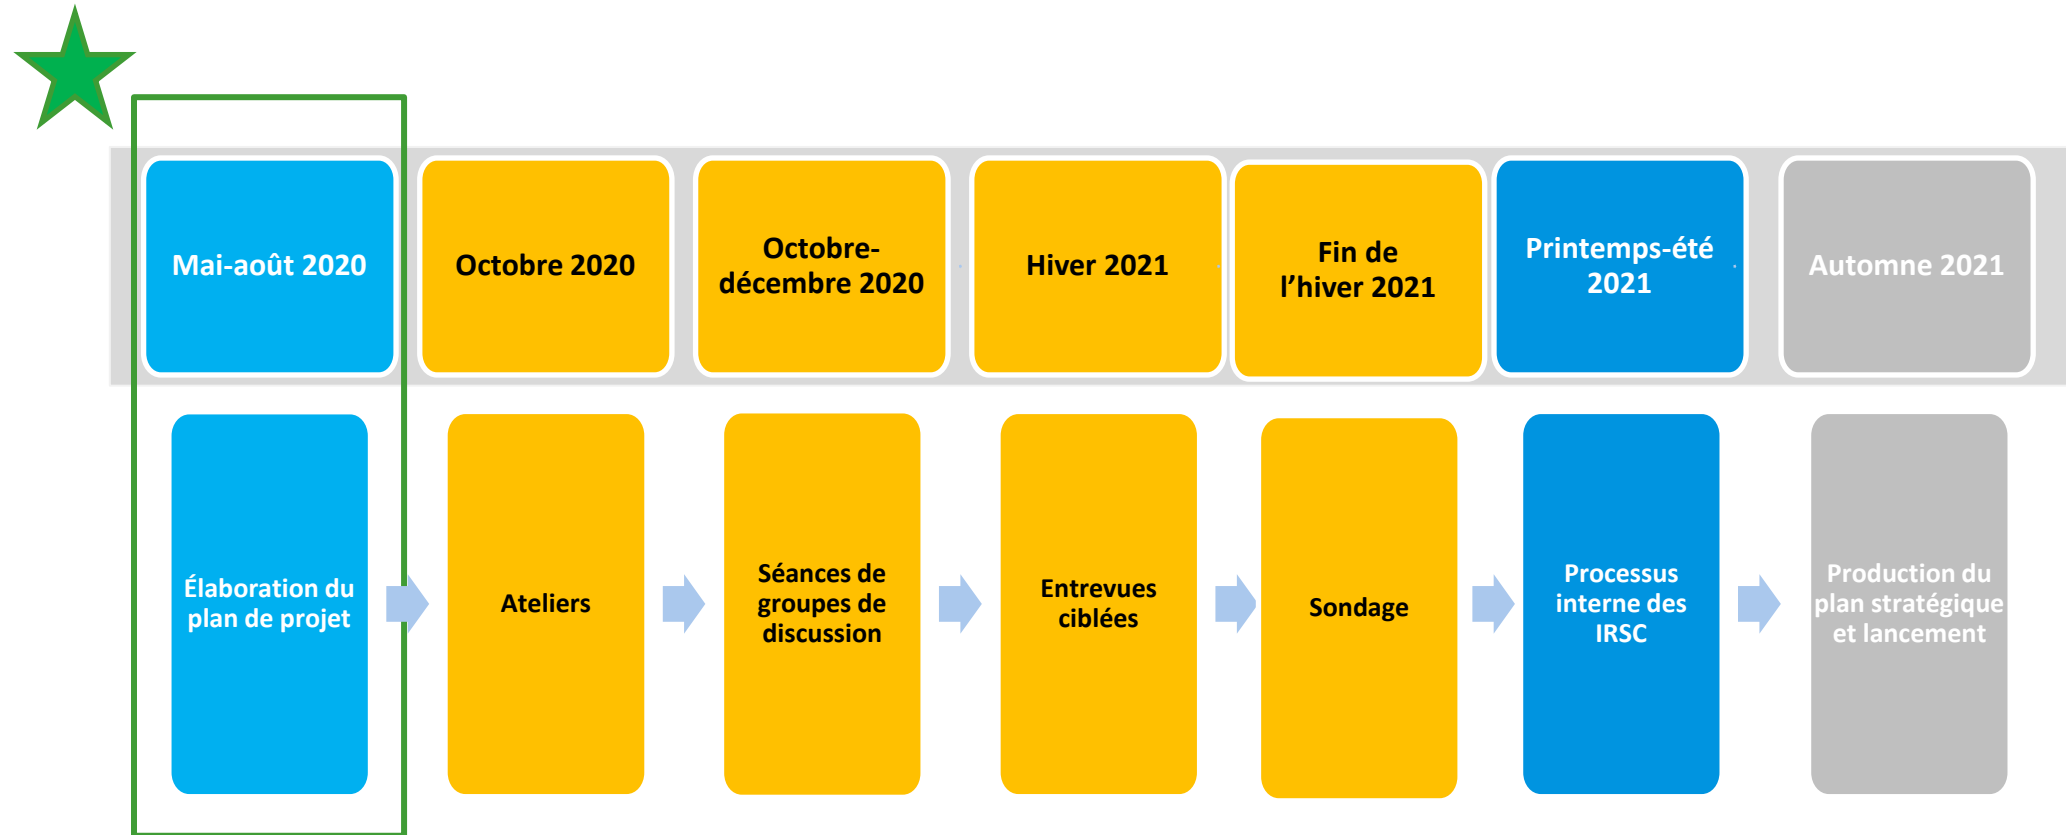 Mai-août 2020
Octobre 2020
Octobre-
décembre 2020
Hiver 2021
Fin de
l’hiver 2021
Printemps-été
2021
Automne 2021
Élaboration du
plan de projet
Ateliers
Séances de
groupes de
discussion
Entrevues
ciblées
Sondage
Processus
interne des
IRSC
Production du
plan stratégique
et lancement